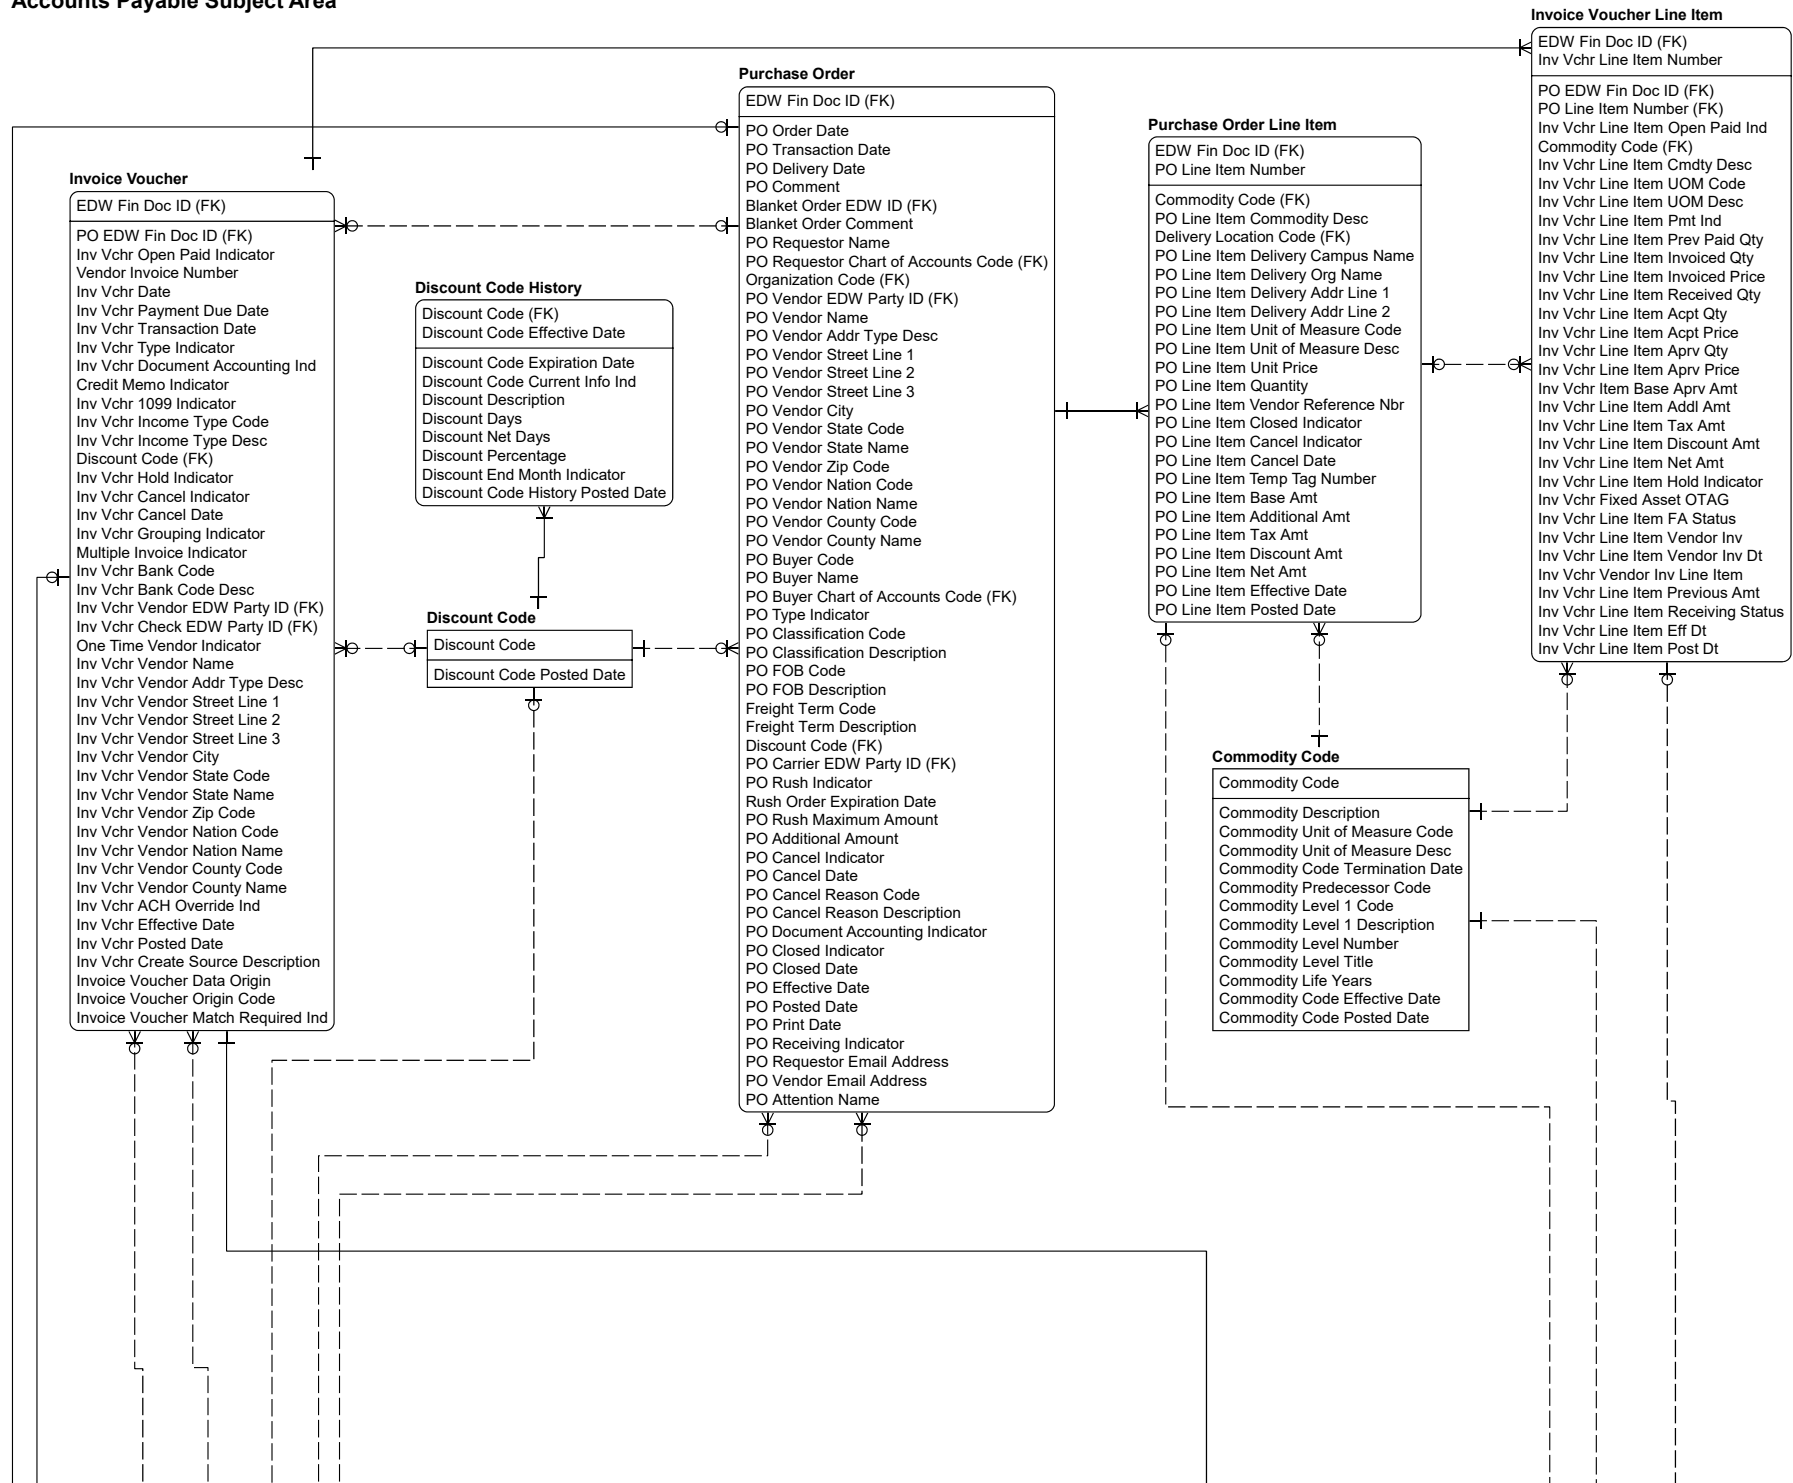 Accounts Payable Subject Area
Invoice Voucher
EDW Fin Doc ID (FK)
PO EDW Fin Doc ID (FK)
Inv Vchr Open Paid Indicator
Vendor Invoice Number
Inv Vchr Date
Inv Vchr Payment Due Date
Inv Vchr Transaction Date
Inv Vchr Type Indicator
Inv Vchr Document Accounting Ind
Credit Memo Indicator
Inv Vchr 1099 Indicator
Inv Vchr Income Type Code
Inv Vchr Income Type Desc
Discount Code (FK)
Inv Vchr Hold Indicator
Inv Vchr Cancel Indicator
Inv Vchr Cancel Date
Inv Vchr Grouping Indicator
Multiple Invoice Indicator
Inv Vchr Bank Code
Inv Vchr Bank Code Desc
Inv Vchr Vendor EDW Party ID (FK)
Inv Vchr Check EDW Party ID (FK)
One Time Vendor Indicator
Inv Vchr Vendor Name
Inv Vchr Vendor Addr Type Desc
Inv Vchr Vendor Street Line 1
Inv Vchr Vendor Street Line 2
Inv Vchr Vendor Street Line 3
Inv Vchr Vendor City
Inv Vchr Vendor State Code
Inv Vchr Vendor State Name
Inv Vchr Vendor Zip Code
Inv Vchr Vendor Nation Code
Inv Vchr Vendor Nation Name
Inv Vchr Vendor County Code
Inv Vchr Vendor County Name
Inv Vchr ACH Override Ind
Inv Vchr Effective Date
Inv Vchr Posted Date
Inv Vchr Create Source Description
Invoice Voucher Data Origin
Invoice Voucher Origin Code
Invoice Voucher Match Required Ind
Discount Code History
Discount Code (FK)
Discount Code Effective Date
Discount Code Expiration Date
Discount Code Current Info Ind
Discount Description
Discount Days
Discount Net Days
Discount Percentage
Discount End Month Indicator
Discount Code History Posted Date
Discount Code
Discount Code
Discount Code Posted Date
Purchase Order
EDW Fin Doc ID (FK)
PO Order Date
PO Transaction Date
PO Delivery Date
PO Comment
Blanket Order EDW ID (FK)
Blanket Order Comment
PO Requestor Name
PO Requestor Chart of Accounts Code (FK)
Organization Code (FK)
PO Vendor EDW Party ID (FK)
PO Vendor Name
PO Vendor Addr Type Desc
PO Vendor Street Line 1
PO Vendor Street Line 2
PO Vendor Street Line 3
PO Vendor City
PO Vendor State Code
PO Vendor State Name
PO Vendor Zip Code
PO Vendor Nation Code
PO Vendor Nation Name
PO Vendor County Code
PO Vendor County Name
PO Buyer Code
PO Buyer Name
PO Buyer Chart of Accounts Code (FK)
PO Type Indicator
PO Classification Code
PO Classification Description
PO FOB Code
PO FOB Description
Freight Term Code
Freight Term Description
Discount Code (FK)
PO Carrier EDW Party ID (FK)
PO Rush Indicator
Rush Order Expiration Date
PO Rush Maximum Amount
PO Additional Amount
PO Cancel Indicator
PO Cancel Date
PO Cancel Reason Code
PO Cancel Reason Description
PO Document Accounting Indicator
PO Closed Indicator
PO Closed Date
PO Effective Date
PO Posted Date
PO Print Date
PO Receiving Indicator
PO Requestor Email Address
PO Vendor Email Address
PO Attention Name
Purchase Order Line Item
EDW Fin Doc ID (FK)
PO Line Item Number
Commodity Code (FK)
PO Line Item Commodity Desc
Delivery Location Code (FK)
PO Line Item Delivery Campus Name
PO Line Item Delivery Org Name
PO Line Item Delivery Addr Line 1
PO Line Item Delivery Addr Line 2
PO Line Item Unit of Measure Code
PO Line Item Unit of Measure Desc
PO Line Item Unit Price
PO Line Item Quantity
PO Line Item Vendor Reference Nbr
PO Line Item Closed Indicator
PO Line Item Cancel Indicator
PO Line Item Cancel Date
PO Line Item Temp Tag Number
PO Line Item Base Amt
PO Line Item Additional Amt
PO Line Item Tax Amt
PO Line Item Discount Amt
PO Line Item Net Amt
PO Line Item Effective Date
PO Line Item Posted Date
Commodity Code
Commodity Code
Commodity Description
Commodity Unit of Measure Code
Commodity Unit of Measure Desc
Commodity Code Termination Date
Commodity Predecessor Code
Commodity Level 1 Code
Commodity Level 1 Description
Commodity Level Number
Commodity Level Title
Commodity Life Years
Commodity Code Effective Date
Commodity Code Posted Date
Invoice Voucher Line Item
EDW Fin Doc ID (FK)
Inv Vchr Line Item Number
PO EDW Fin Doc ID (FK)
PO Line Item Number (FK)
Inv Vchr Line Item Open Paid Ind
Commodity Code (FK)
Inv Vchr Line Item Cmdty Desc
Inv Vchr Line Item UOM Code
Inv Vchr Line Item UOM Desc
Inv Vchr Line Item Pmt Ind
Inv Vchr Line Item Prev Paid Qty
Inv Vchr Line Item Invoiced Qty
Inv Vchr Line Item Invoiced Price
Inv Vchr Line Item Received Qty
Inv Vchr Line Item Acpt Qty
Inv Vchr Line Item Acpt Price
Inv Vchr Line Item Aprv Qty
Inv Vchr Line Item Aprv Price
Inv Vchr Item Base Aprv Amt
Inv Vchr Line Item Addl Amt
Inv Vchr Line Item Tax Amt
Inv Vchr Line Item Discount Amt
Inv Vchr Line Item Net Amt
Inv Vchr Line Item Hold Indicator
Inv Vchr Fixed Asset OTAG
Inv Vchr Line Item FA Status
Inv Vchr Line Item Vendor Inv
Inv Vchr Line Item Vendor Inv Dt
Inv Vchr Vendor Inv Line Item
Inv Vchr Line Item Previous Amt
Inv Vchr Line Item Receiving Status
Inv Vchr Line Item Eff Dt
Inv Vchr Line Item Post Dt